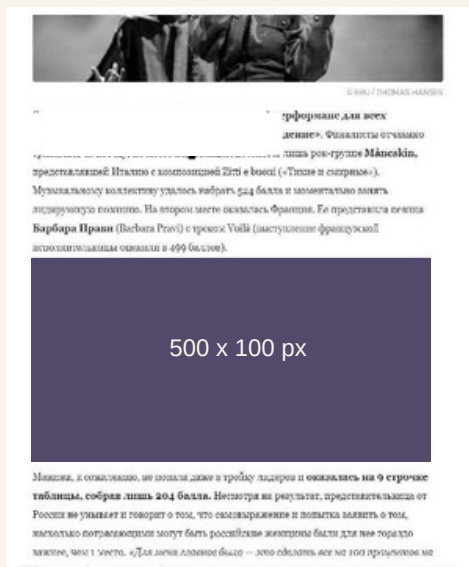 © EBU / THOMAS HANSES
рформанс для всех
дение». Финалисты отчаянно
лишь рок-группе Måneskin,
представлявшей Италию с композицией Zitti e buoni («Тихие и смирные»).
Музыкальному коллективу удалось набрать 524 балла и моментально занять
лидирующую позицию. На втором месте оказалась Франция. Ее представила певица
Барбара Прави (Barbara Pravi) с треком Voilà (выступление французской
исполнительницы оценили в 499 баллов).
500 x 100 px
Манижа, к сожалению, не попала даже в тройку лидеров и оказалась на 9 строчке
таблицы, собрав лишь 204 балла. Несмотря на результат, представительница от
России не унывает и говорит о том, что самовыражение и попытка заявить о том,
насколько потрясающими могут быть российские женщины были для нее гораздо
важнее, чем 1 место. «Для меня главное было — это сделать все на 100 процентов на